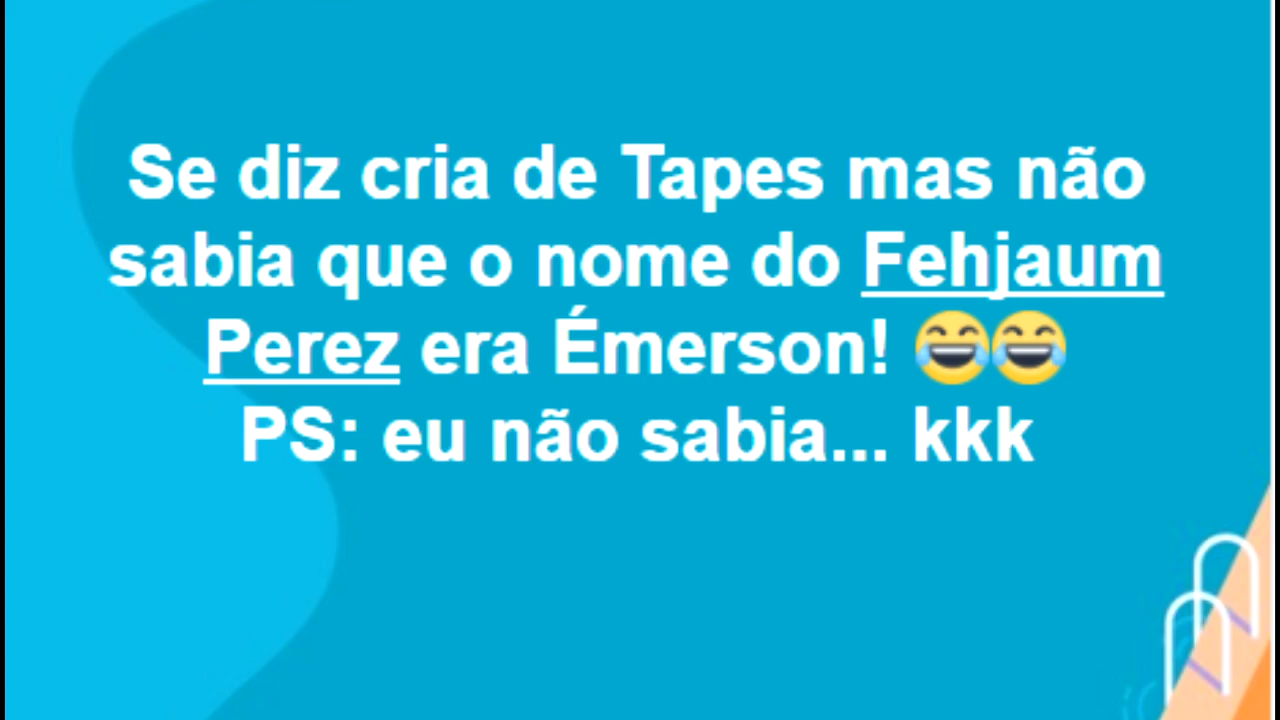 Se diz cria de Tapes mas não
sabia que o nome do Fehjaum
Perez era Émerson! 😂😂
PS: eu não sabia... kkk